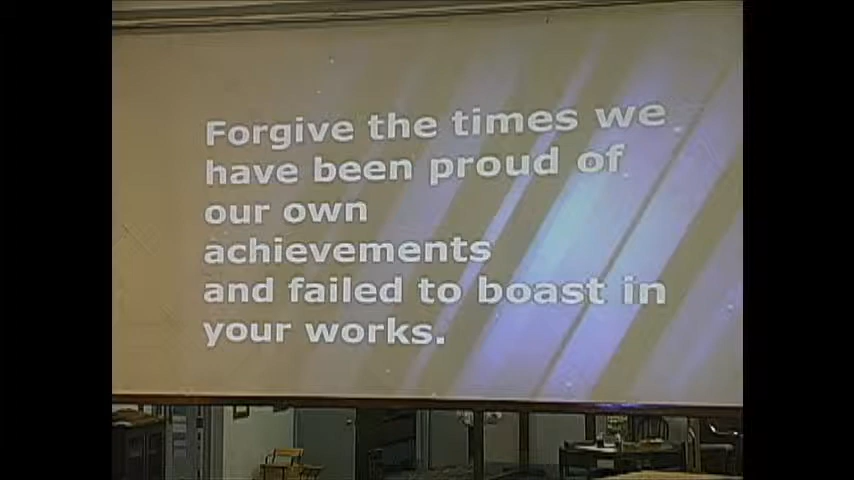 Forgive the times we
have been proud of
our own
achievements
and failed to boast in
your works.